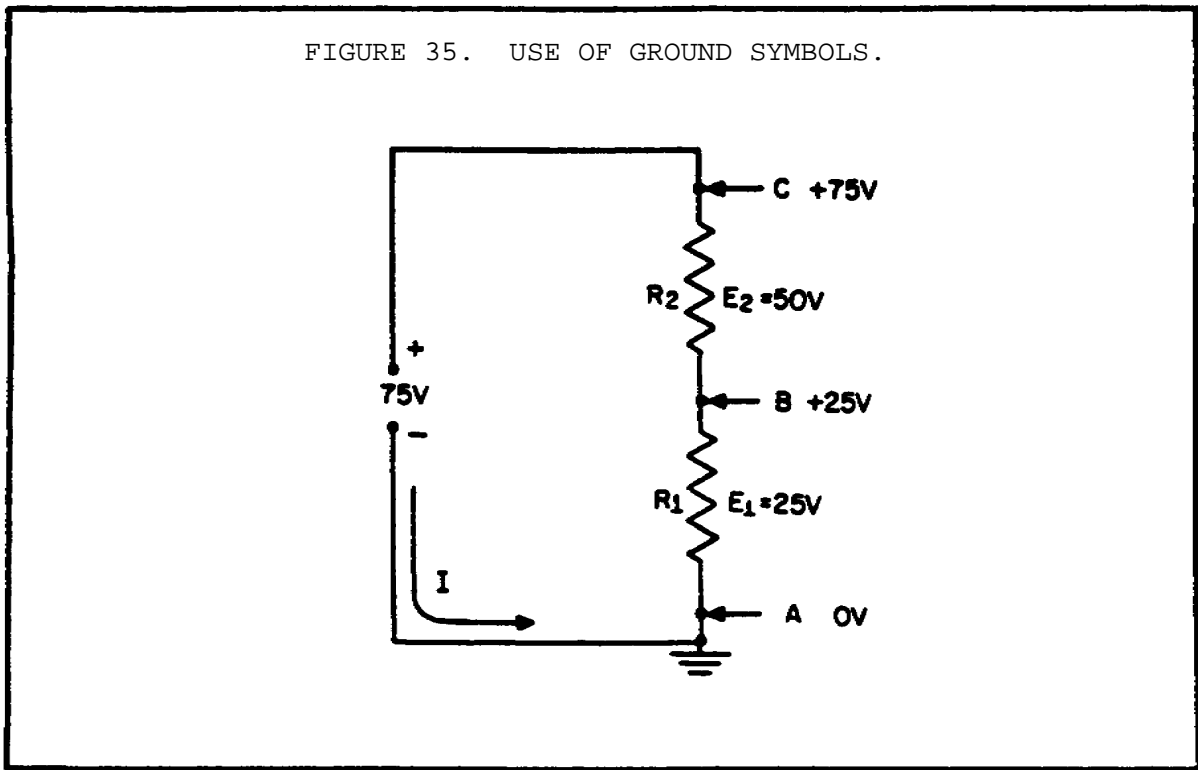 FIGURE 35. USE OF GROUND SYMBOLS.
C +75V
R2 E2=50V
+
75V
B +25V
-
R1 E1=25V
I
A 0V